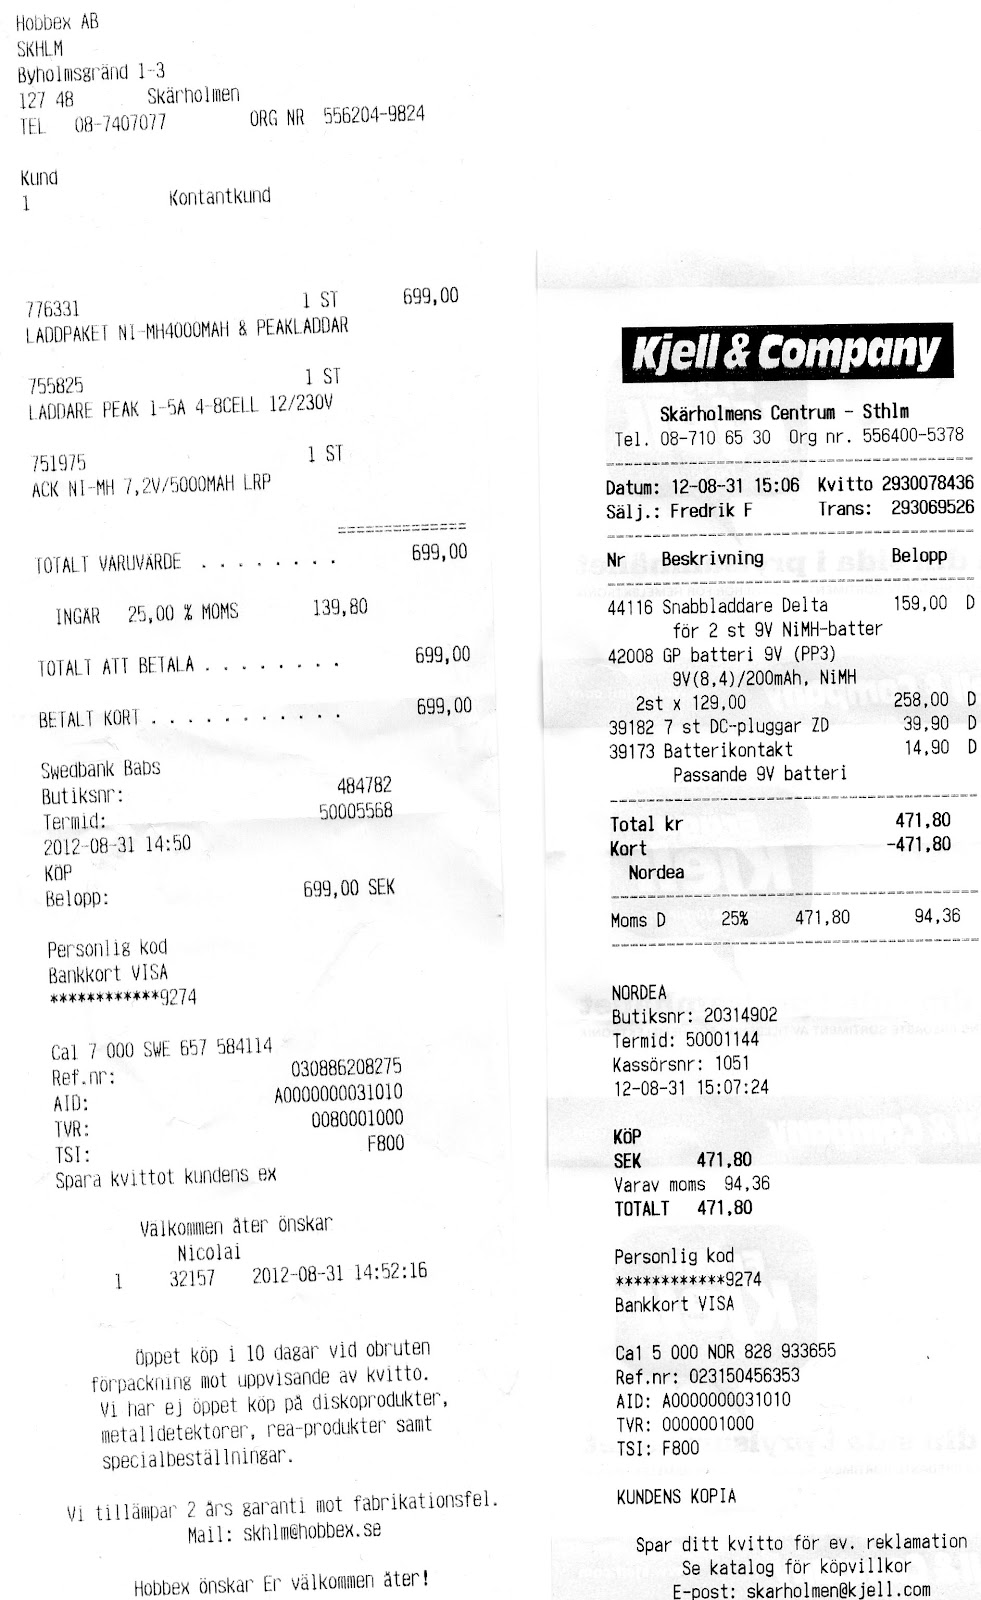 Hobbex AB
SKHLM
Byholmsgränd 1-3
127 48 Skärholmen
TEL 08-7407077 ORG NR 556204-9824
Kund
1 Kontantkund
776331 1 ST 699,00
LADDPAKET NI-MH4000MAH & PEAKLADDAR
755825 1 ST
LADDARE PEAK 1-5A 4-8CELL 12/230V
751975 1 ST
ACK NI-MH 7,2V/5000MAH LRP
==============
TOTALT VARUVÄRDE . . . . . . . . 699,00
INGÅR 25,00 % MOMS 139,80
TOTALT ATT BETALA . . . . . . . . 699,00
BETALT KORT . . . . . . . . . . . 699,00
Swedbank Babs
Butiksnr: 484782
Termid: 50005568
2012-08-31 14:50
KÖP
Belopp: 699,00 SEK
Personlig kod
Bankkort VISA
************9274
Ca1 7 000 SWE 657 584114
Ref.nr: 030886208275
AID: A0000000031010
TVR: 0080001000
TSI: F800
Spara kvittot kundens ex
Välkommen åter önskar
Nicolai
1 32157 2012-08-31 14:52:16
Öppet köp i 10 dagar vid obruten
förpackning mot uppvisande av kvitto.
Vi har ej öppet köp på diskoprodukter,
metalldetektorer, rea-produkter samt
specialbeställningar.
Vi tillämpar 2 års garanti mot fabrikationsfel.
Mail: skhlm@hobbex.se
Hobbex önskar Er välkommen åter!
Kjell & Company
Skärholmens Centrum - Sthlm
Tel. 08-710 65 30 Org nr. 556400-5378
Datum: 12-08-31 15:06 Kvitto 2930078436
Sälj.: Fredrik F Trans: 293069526
Nr Beskrivning Belopp
44116 Snabbladdare Delta 159,00 D
för 2 st 9V NiMH-batter
42008 GP batteri 9V (PP3)
9V(8,4)/200mAh, NiMH
2st x 129,00 258,00 D
39182 7 st DC-pluggar ZD 39,90 D
39173 Batterikontakt 14,90 D
Passande 9V batteri
Total kr 471,80
Kort -471,80
Nordea
Moms D 25% 471,80 94,36
NORDEA
Butiksnr: 20314902
Termid: 50001144
Kassörsnr: 1051
12-08-31 15:07:24
KÖP
SEK 471,80
Varav moms 94,36
TOTALT 471,80
Personlig kod
************9274
Bankkort VISA
Ca1 5 000 NOR 828 933655
Ref.nr: 023150456353
AID: A0000000031010
TVR: 0000001000
TSI: F800
KUNDENS KOPIA
Spar ditt kvitto för ev. reklamation
Se katalog för köpvillkor
E-post: skarholmen@kjell.com